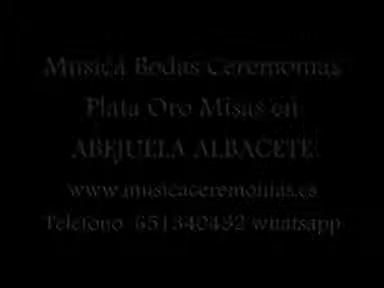 Musica Bodas Ceremonias
Plata Oro Misas en
ABEJUELA ALBACETE
www.musicaceremonias.es
Telefono 651340432 whatsapp